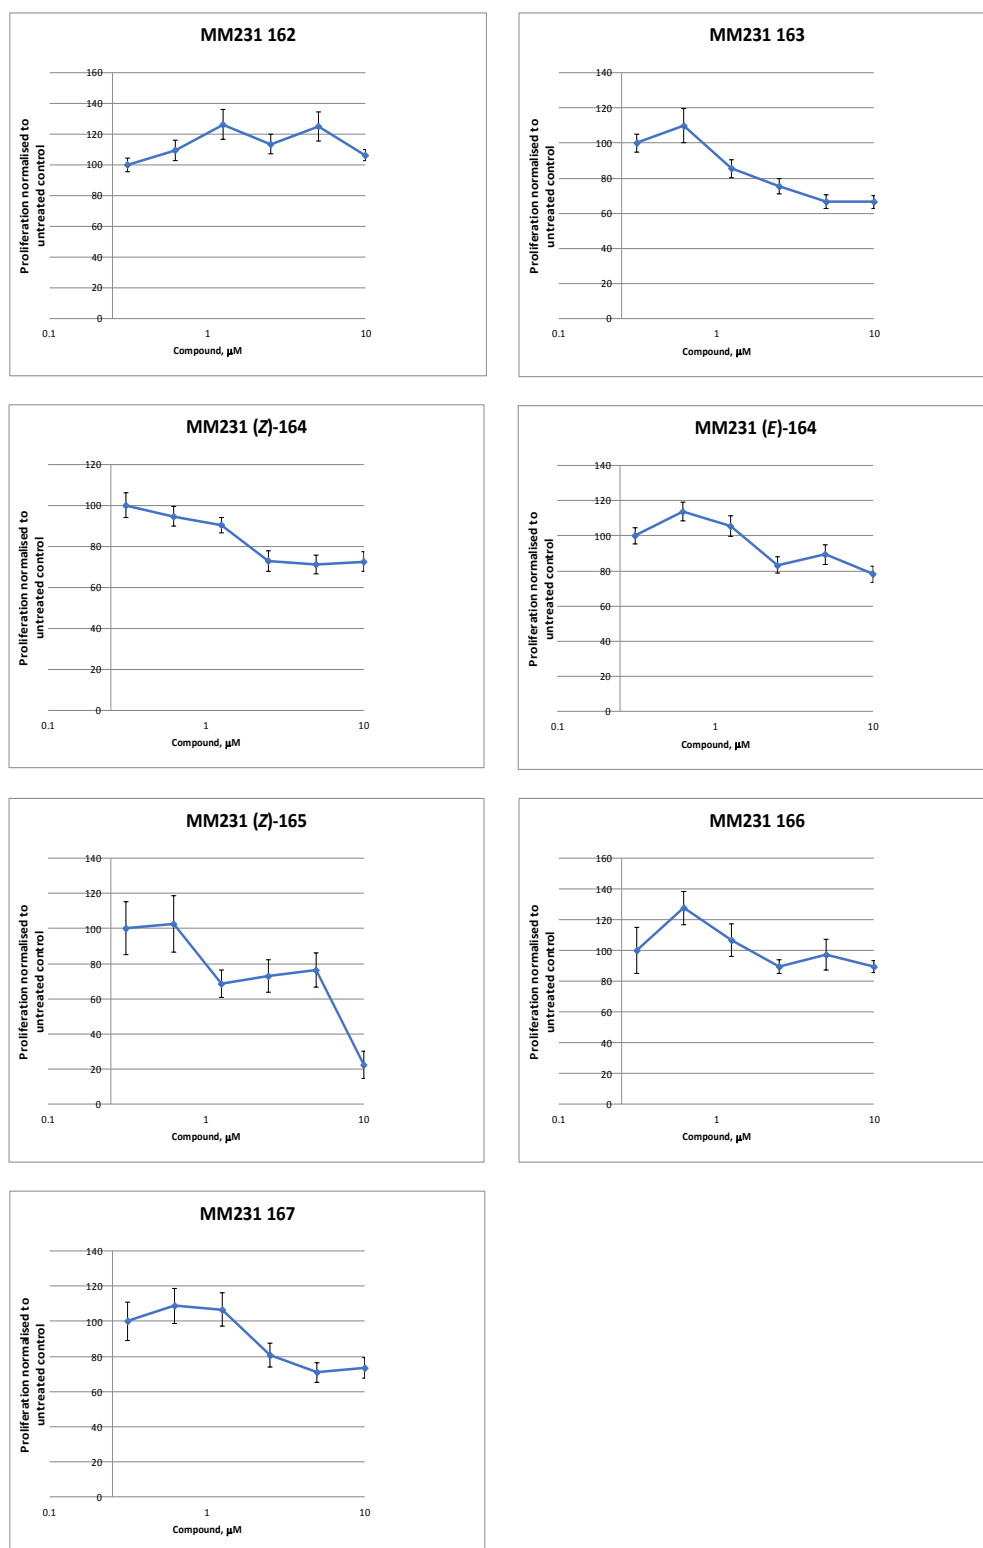 MM231 162
Proliferation normalised to
untreated control
160
140
120
100
80
60
40
20
0
0.1
1
10
Compound, µM
MM231 163
Proliferation normalised to
untreated control
140
120
100
80
60
40
20
0
0.1
1
10
Compound, µM
MM231 (Z)-164
Proliferation normalised to
untreated control
120
100
80
60
40
20
0
0.1
1
10
Compound, µM
MM231 (E)-164
Proliferation normalised to
untreated control
140
120
100
80
60
40
20
0
0.1
1
10
Compound, µM
MM231 (Z)-165
Proliferation normalised to
untreated control
140
120
100
80
60
40
20
0
0.1
1
10
Compound, µM
MM231 166
Proliferation normalised to
untreated control
160
140
120
100
80
60
40
20
0
0.1
1
10
Compound, µM
MM231 167
Proliferation normalised to
untreated control
140
120
100
80
60
40
20
0
0.1
1
10
Compound, µM